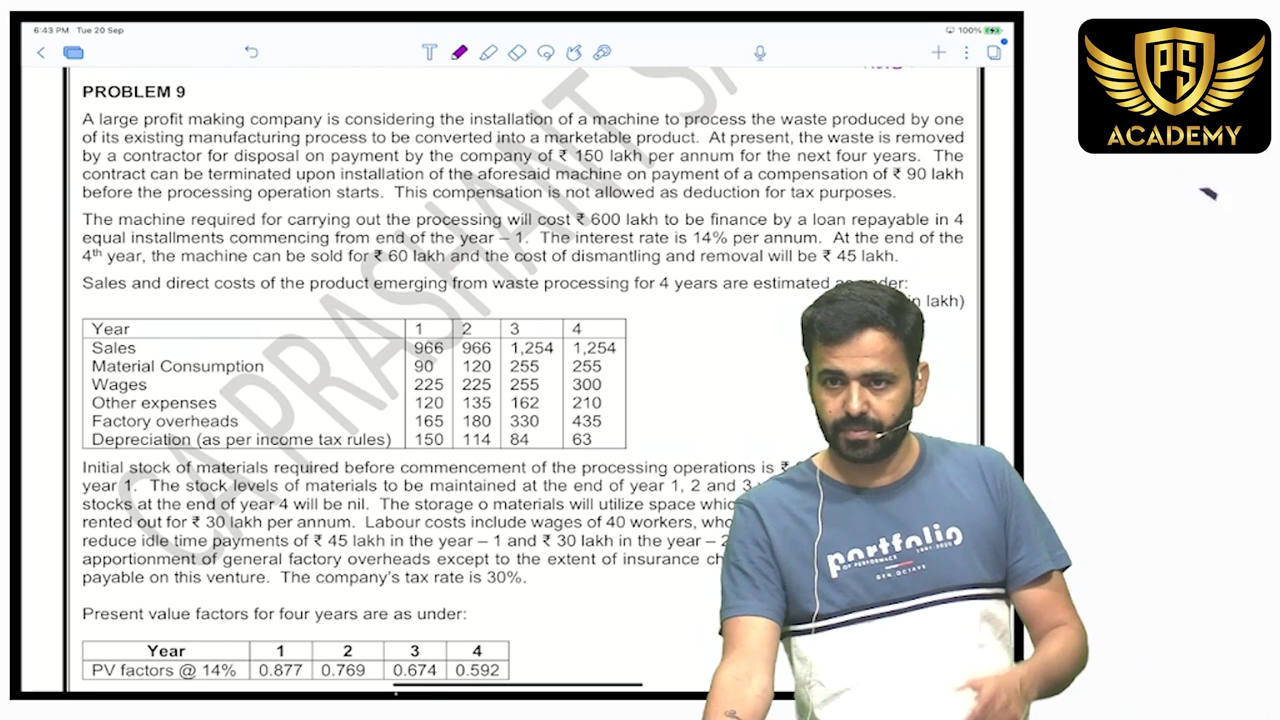 6:43 PM Tue 20 Sep
100%
PS
ACADEMY
PROBLEM 9
A large profit making company is considering the installation of a machine to process the waste produced by one
of its existing manufacturing process to be converted into a marketable product. At present, the waste is removed
by a contractor for disposal on payment by the company of ₹ 150 lakh per annum for the next four years. The
contract can be terminated upon installation of the aforesaid machine on payment of a compensation of ₹ 90 lakh
before the processing operation starts. This compensation is not allowed as deduction for tax purposes.
The machine required for carrying out the processing will cost ₹ 600 lakh to be finance by a loan repayable in 4
equal installments commencing from end of the year – 1. The interest rate is 14% per annum. At the end of the
4th year, the machine can be sold for ₹ 60 lakh and the cost of dismantling and removal will be ₹ 45 lakh.
Sales and direct costs of the product emerging from waste processing for 4 years are estimated as under:
in lakh)
Year 1 2 3 4
Sales 966 966 1,254 1,254
Material Consumption 90 120 255 255
Wages 225 225 255 300
Other expenses 120 135 162 210
Factory overheads 165 180 330 435
Depreciation (as per income tax rules) 150 114 84 63
Initial stock of materials required before commencement of the processing operations is ₹
year The stock levels of materials to be maintained at the end of year 1, 2 and 3
stocks at the end of year 4 will be nil. The storage o materials will utilize space
rented out for ₹ 30 lakh per annum. Labour costs include wages of 40 workers,
reduce idle time payments of ₹ 45 lakh in the year – 1 and ₹ 30 lakh in the year –
apportionment of general factory overheads except to the extent of insurance
payable on this venture. The company's tax rate is 30%.
Present value factors for four years are as under:
Year 1 2 3 4
PV factors @ 14% 0.877 0.769 0.674 0.592
CA PRASHANT SA
portfolio
OF PERFORMANCE
GEN.OCTAVE